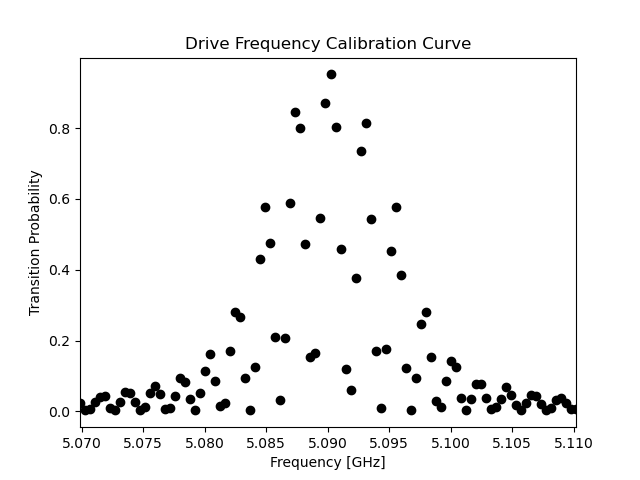 Drive Frequency Calibration Curve
Transition Probability
0.8
0.6
0.4
0.2
0.0
5.070 5.075 5.080 5.085 5.090 5.095 5.100 5.105 5.110
Frequency [GHz]